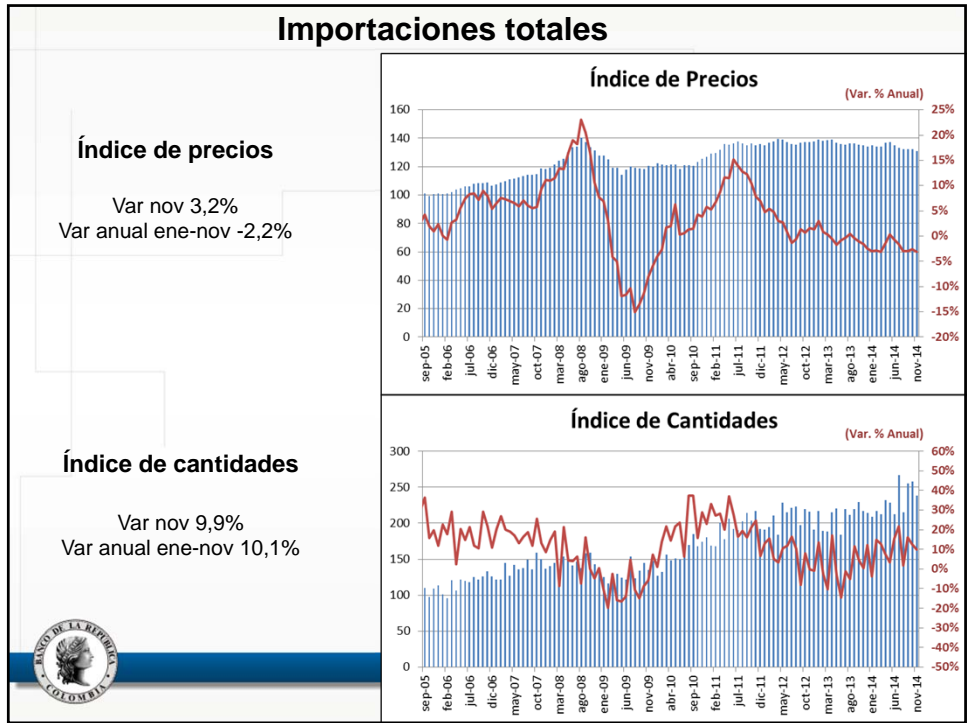 Importaciones totales
Índice de precios
Var nov 3,2%
Var anual ene-nov -2,2%
Índice de Precios
(Var. % Anual)
160
140
120
100
80
60
40
20
0
25%
20%
15%
10%
5%
0%
-5%
-10%
-15%
-20%
sep-05
feb-06
jul-06
dic-06
may-07
oct-07
mar-08
ago-08
ene-09
jun-09
nov-09
abr-10
sep-10
feb-11
jul-11
dic-11
may-12
oct-12
mar-13
ago-13
ene-14
jun-14
nov-14
Índice de cantidades
Var nov 9,9%
Var anual ene-nov 10,1%
Índice de Cantidades
(Var. % Anual)
300
250
200
150
100
50
0
60%
50%
40%
30%
20%
10%
0%
-10%
-20%
-30%
-40%
-50%
sep-05
feb-06
jul-06
dic-06
may-07
oct-07
mar-08
ago-08
ene-09
jun-09
nov-09
abr-10
sep-10
feb-11
jul-11
dic-11
may-12
oct-12
mar-13
ago-13
ene-14
jun-14
nov-14
BANCO DE LA REPUBLICA
COLOMBIA